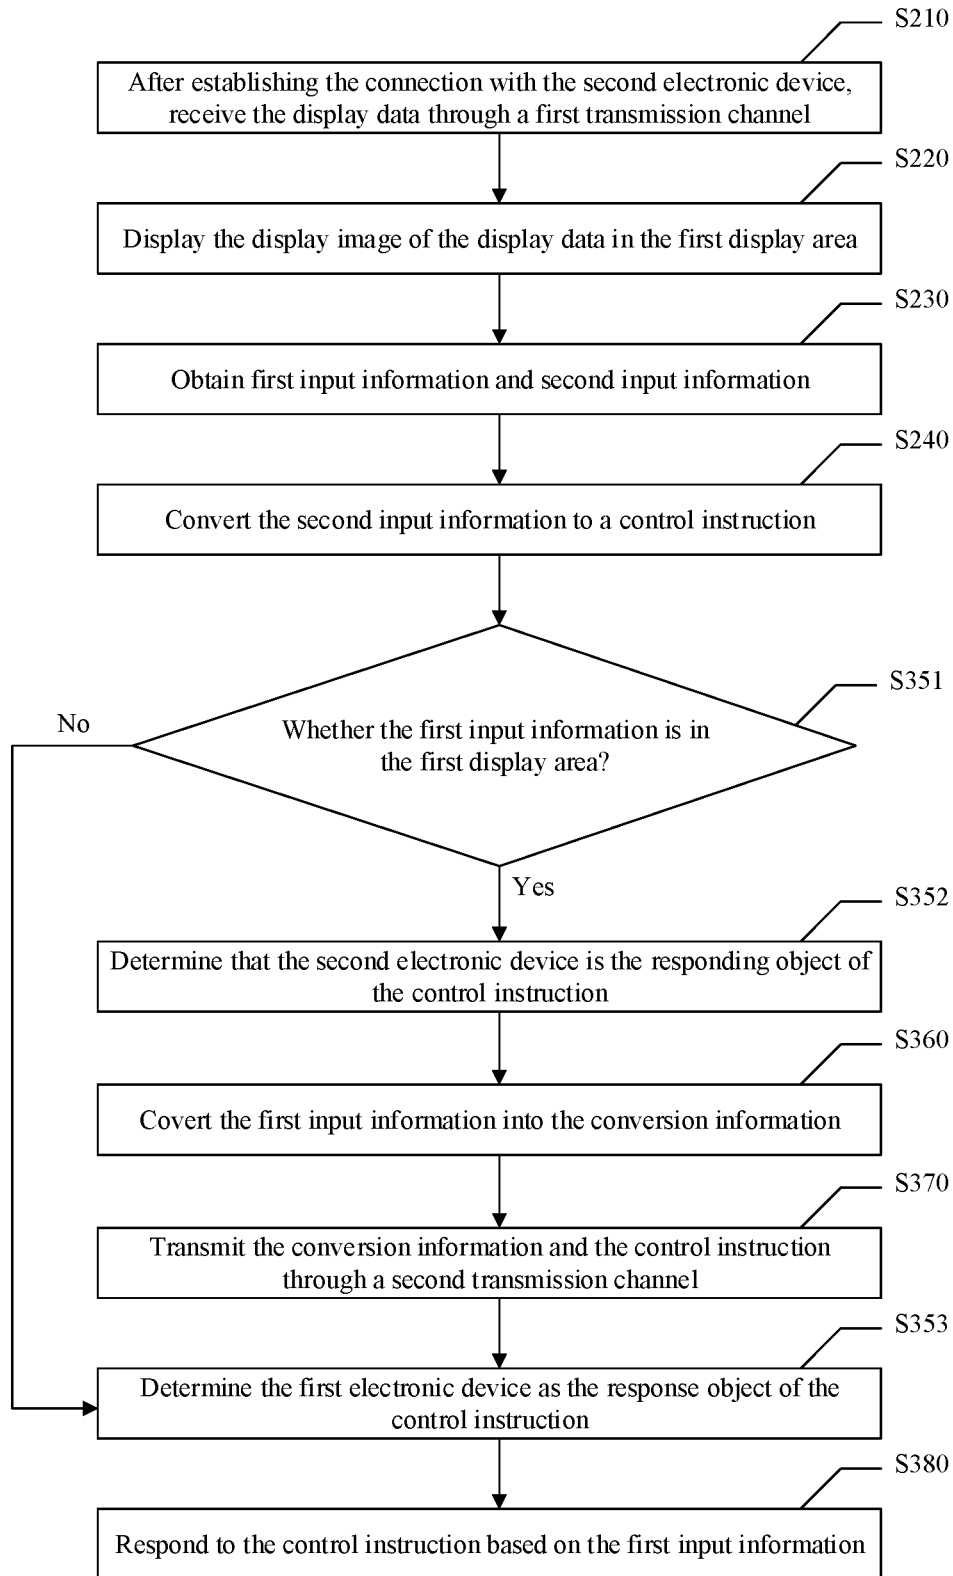 S210
After establishing the connection with the second electronic device,
receive the display data through a first transmission channel
S220
Display the display image of the display data in the first display area
S230
Obtain first input information and second input information
S240
Convert the second input information to a control instruction
S351
Whether the first input information is in
the first display area?
No
Yes
S352
Determine that the second electronic device is the responding object of
the control instruction
S360
Covert the first input information into the conversion information
S370
Transmit the conversion information and the control instruction
through a second transmission channel
S353
Determine the first electronic device as the response object of the
control instruction
S380
Respond to the control instruction based on the first input information